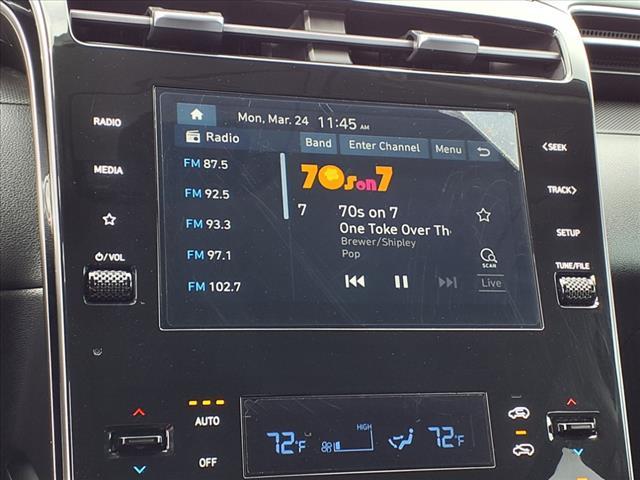 Mon. Mar. 24 11:45 AM
RADIO
Radio
Band Enter Channel Menu
<SEEK
MEDIA
FM 87.5
FM 92.5
FM 93.3
FM 97.1
FM 102.7
70s on 7
7 70s on 7
One Toke Over Th
Brewer/Shipley
Pop
SCAN
Live
TRACK>
SETUP
/VOL
TUNE/FILE
AUTO
OFF
72°F
HIGH
72°F